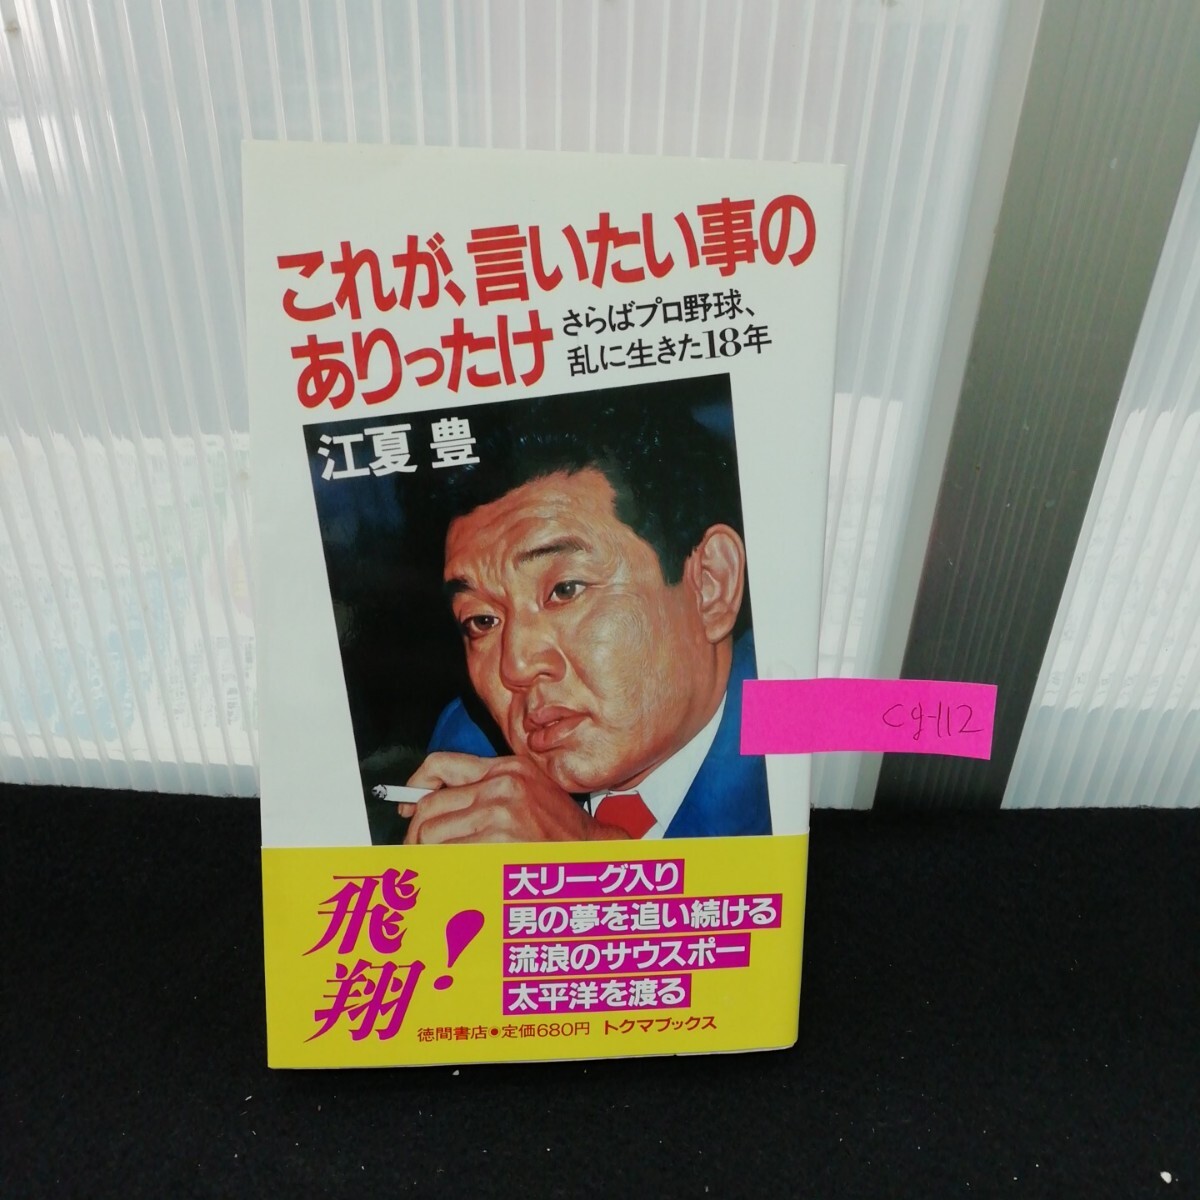 これが、言いたい事の
ありったけ
さらばプロ野球、
乱に生きた18年
江夏 豊
cg-112
飛翔!
大リーグ入り
男の夢を追い続ける
流浪のサウスポー
太平洋を渡る
徳間書店●定価680円 トクマブックス